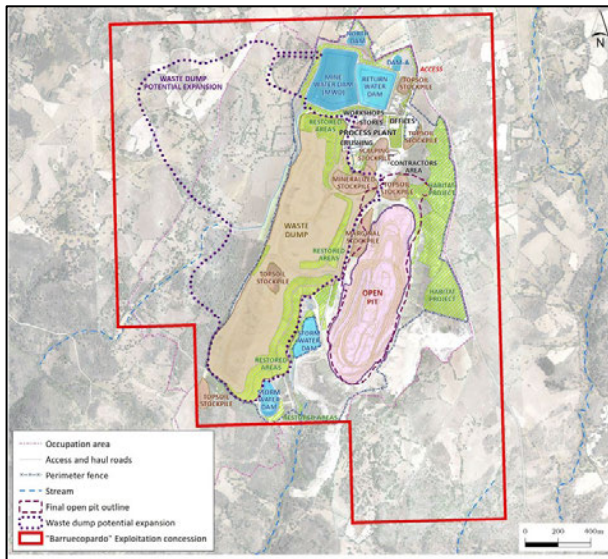 NORTH
DAM
DAM-A
ACCESS
N
WASTE DUMP
POTENTIAL EXPANSION
MINE
WATER DAM
(MWD)
RETURN
WATER
DAM
TOPSOIL
STOCKPILE
WORKSHOPS
STORES
OFFICES
RESTORED
AREAS
PROCESS PLANT
CRUSHING
TOPSOIL
STOCKPILE
STOCKPILE
CONTRACTORS
AREA
MINERALIZED
STOCKPILE
TOPSOIL
STOCKPILE
HABITAT
PROJECT
WASTE
DUMP
MARGINAL
STOCKPILE
RESTORED
AREAS
TOPSOIL
STOCKPILE
OPEN
PIT
HABITAT
PROJECT
STORM
WATER
DAM
RESTORED
AREAS
TOPSOIL
STOCKPILE
STORM
WATER
DAM
RESTORED AREAS
Occupation area
Access and haul roads
Perimeter fence
Stream
Final open pit outline
Waste dump potential expansion
"Barruecopardo" Exploitation concession
0 200 400m